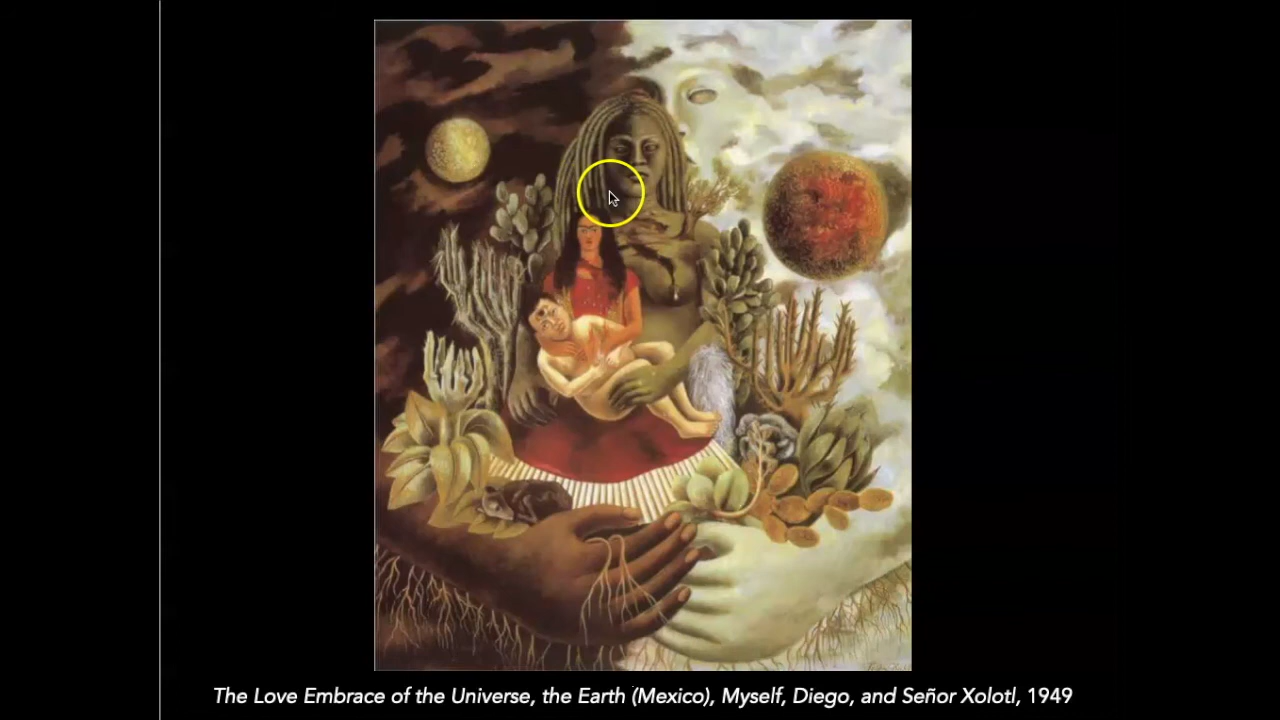 The Love Embrace of the Universe, the Earth (Mexico), Myself, Diego, and Señor Xolotl, 1949